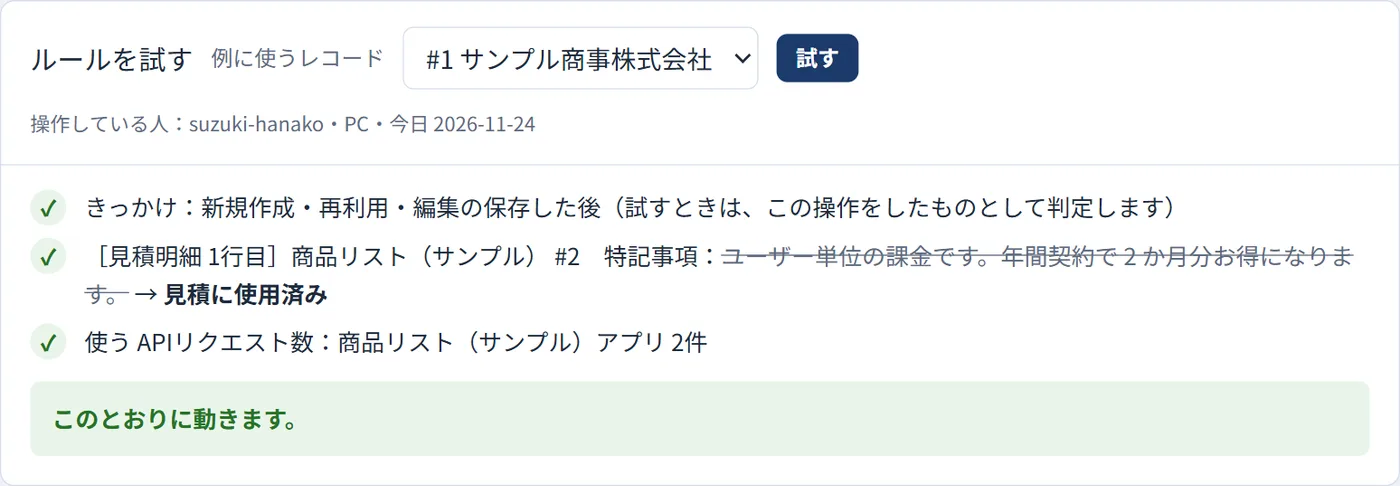 ルールを試す 例に使うレコード #1 サンプル商事株式会社 試す
操作している人：suzuki-hanako・PC・今日 2026-11-24
きっかけ：新規作成・再利用・編集の保存した後（試すときは、この操作をしたものとして判定します）
［見積明細 1行目］商品リスト（サンプル） #2　特記事項：ユーザー単位の課金です。年間契約で 2 か月分お得になりま
す。 → 見積に使用済み
使う APIリクエスト数：商品リスト（サンプル）アプリ 2件
このとおりに動きます。